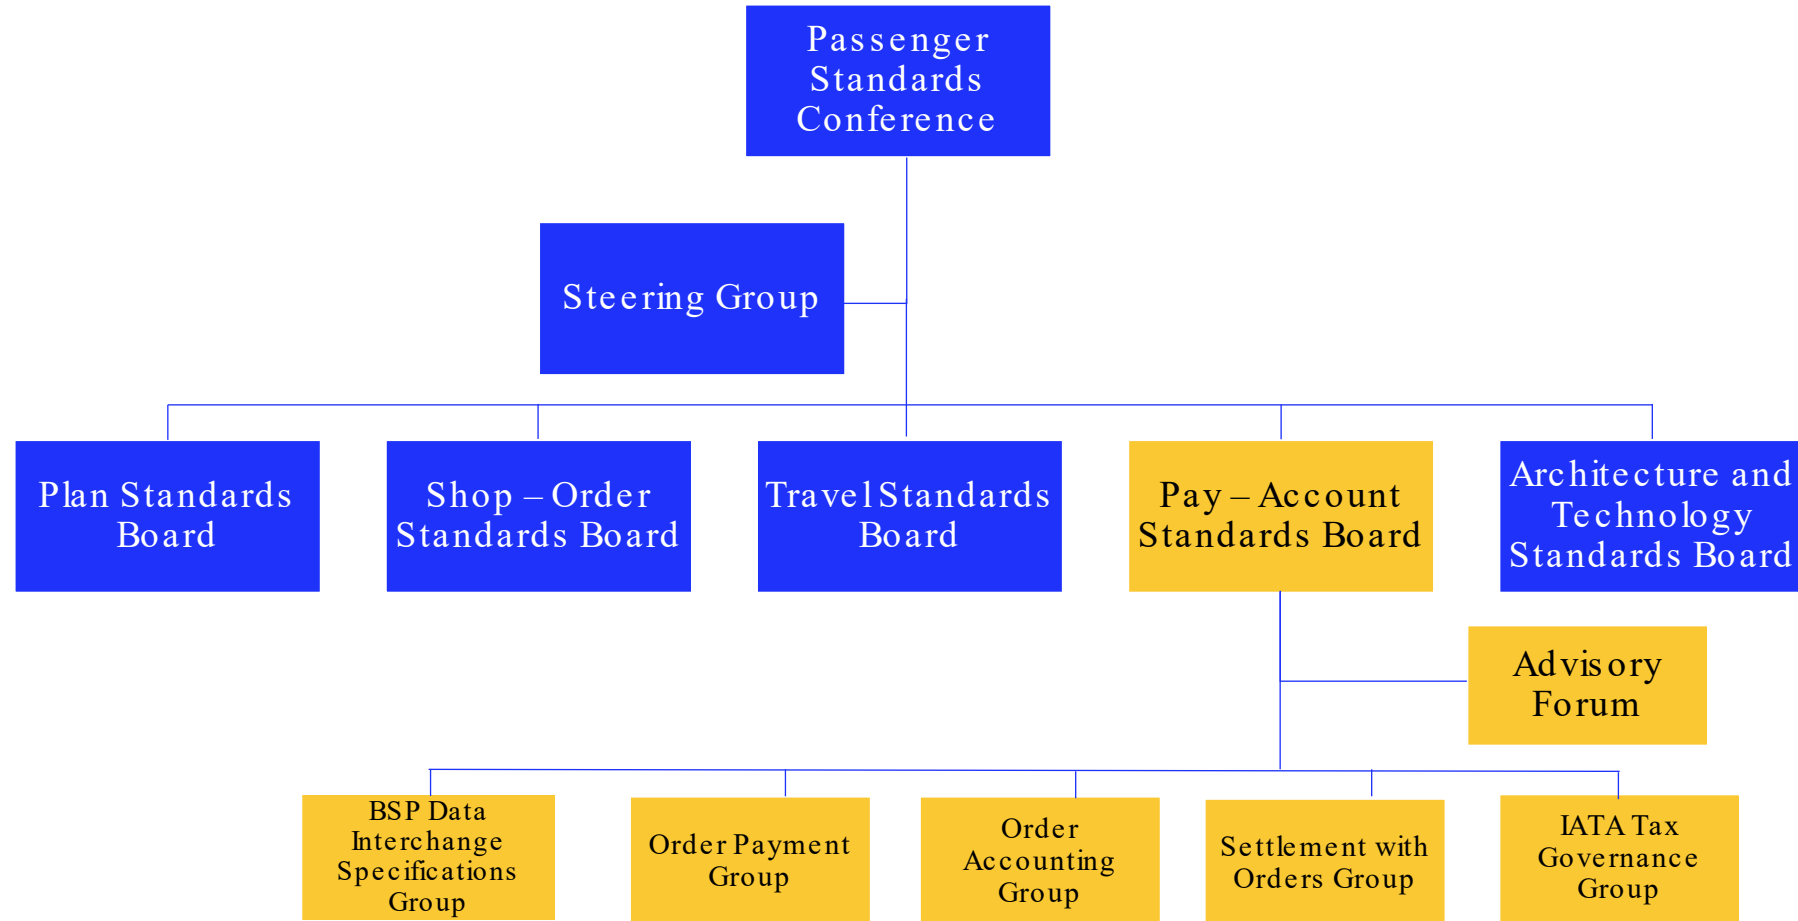 Passenger
Standards
Conference
Steering Group
Plan Standards
Board
Shop – Order
Standards Board
Travel Standards
Board
Pay – Account
Standards Board
Architecture and
Technology
Standards Board
Advisory
Forum
BSP Data
Interchange
Specifications
Group
Order Payment
Group
Order
Accounting
Group
Settlement with
Orders Group
IATA Tax
Governance
Group